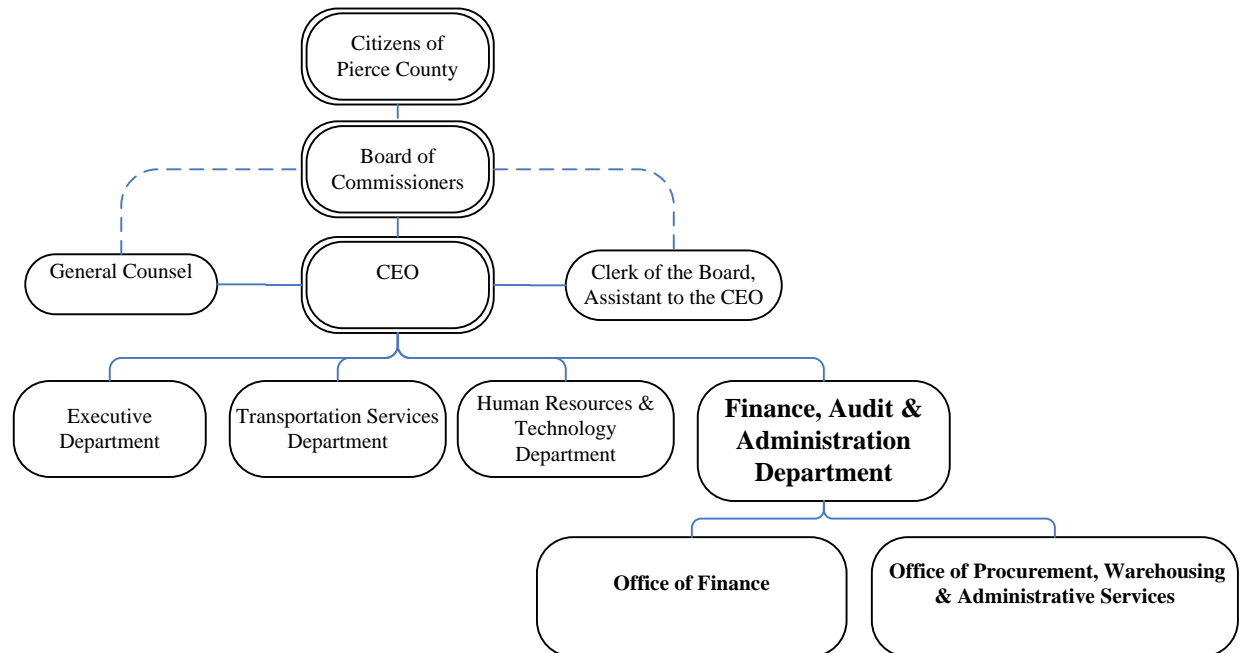 Citizens of
Pierce County
Board of
Commissioners
General Counsel
CEO
Clerk of the Board,
Assistant to the CEO
Executive
Department
Transportation Services
Department
Human Resources &
Technology
Department
Finance, Audit &
Administration
Department
Office of Finance
Office of Procurement, Warehousing
& Administrative Services